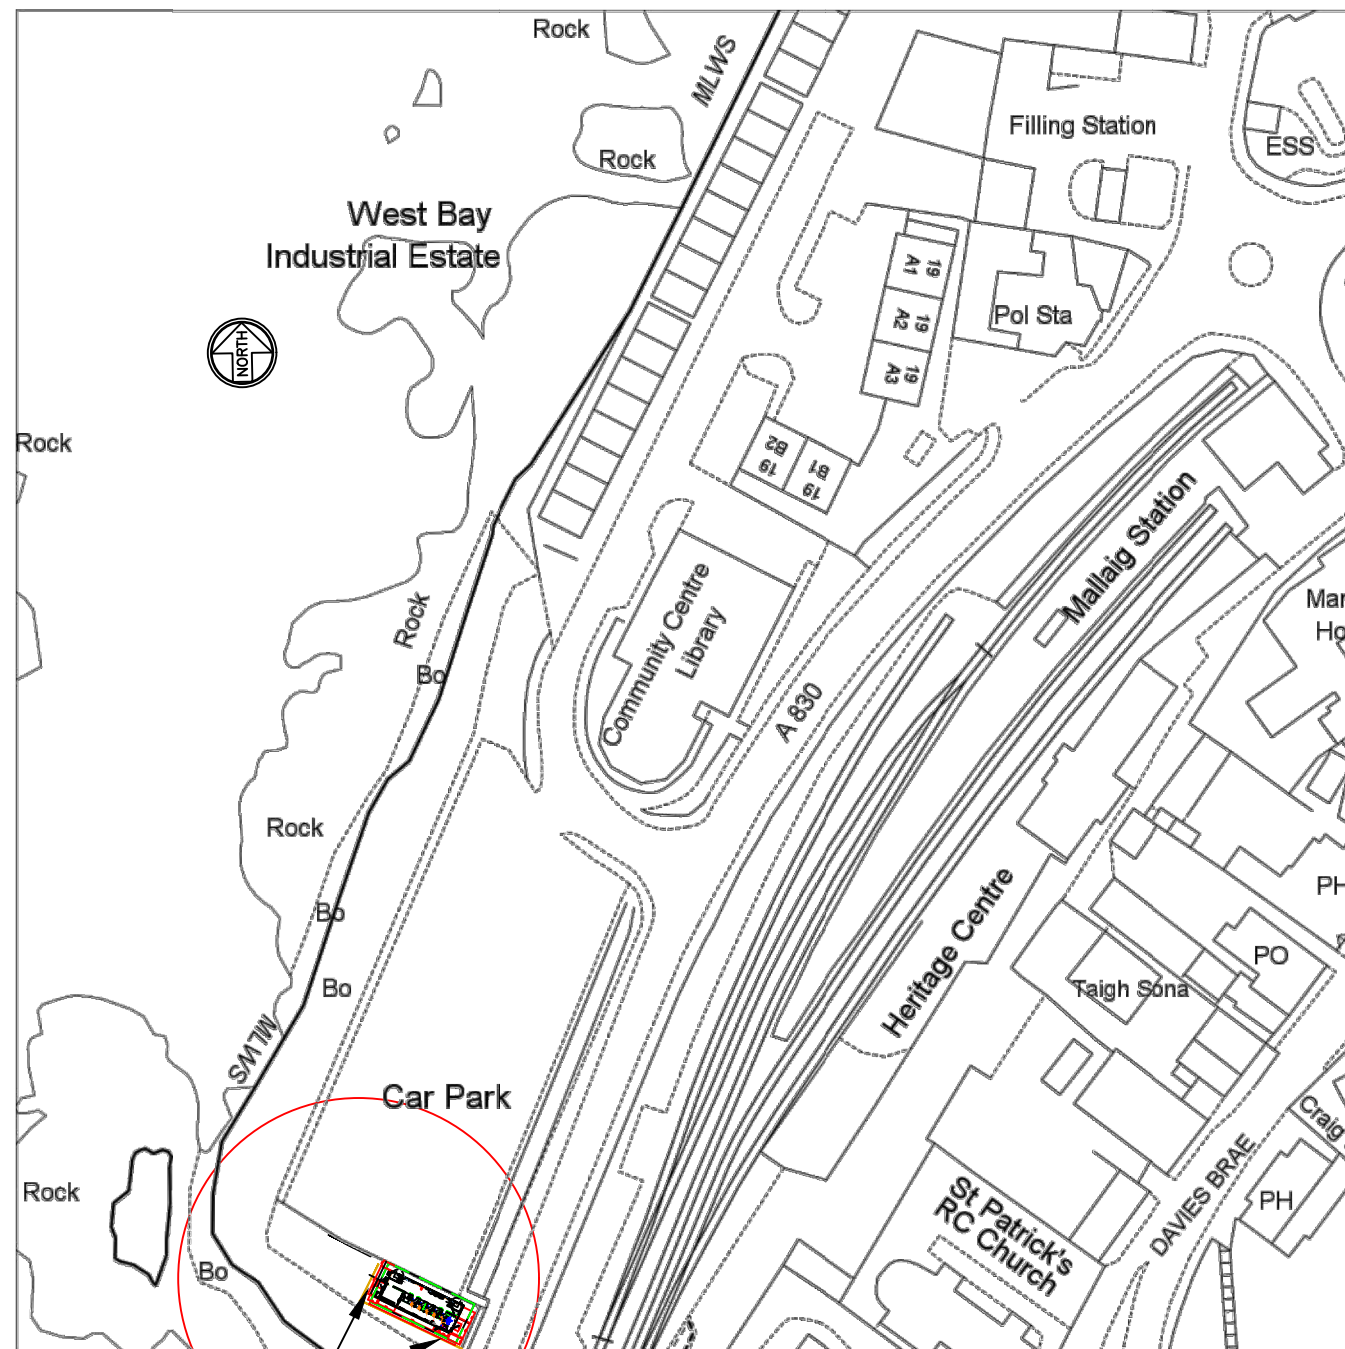 Rock
MLWS
Filling Station
ESS
Rock
West Bay
Industrial Estate
19
A1
Pol Sta
19
A2
NORTH
19
A3
Rock
B2
19
B1
19
Mallaig Station
Rock
Community Centre
Library
Bo
A 830
Rock
Heritage Centre
Bo
PO
Taigh Sona
Bo
MLWS
Car Park
Craig
DAVIES BRAE
Rock
PH
St Patrick's
RC Church
Bo
PH
Mar
Ho